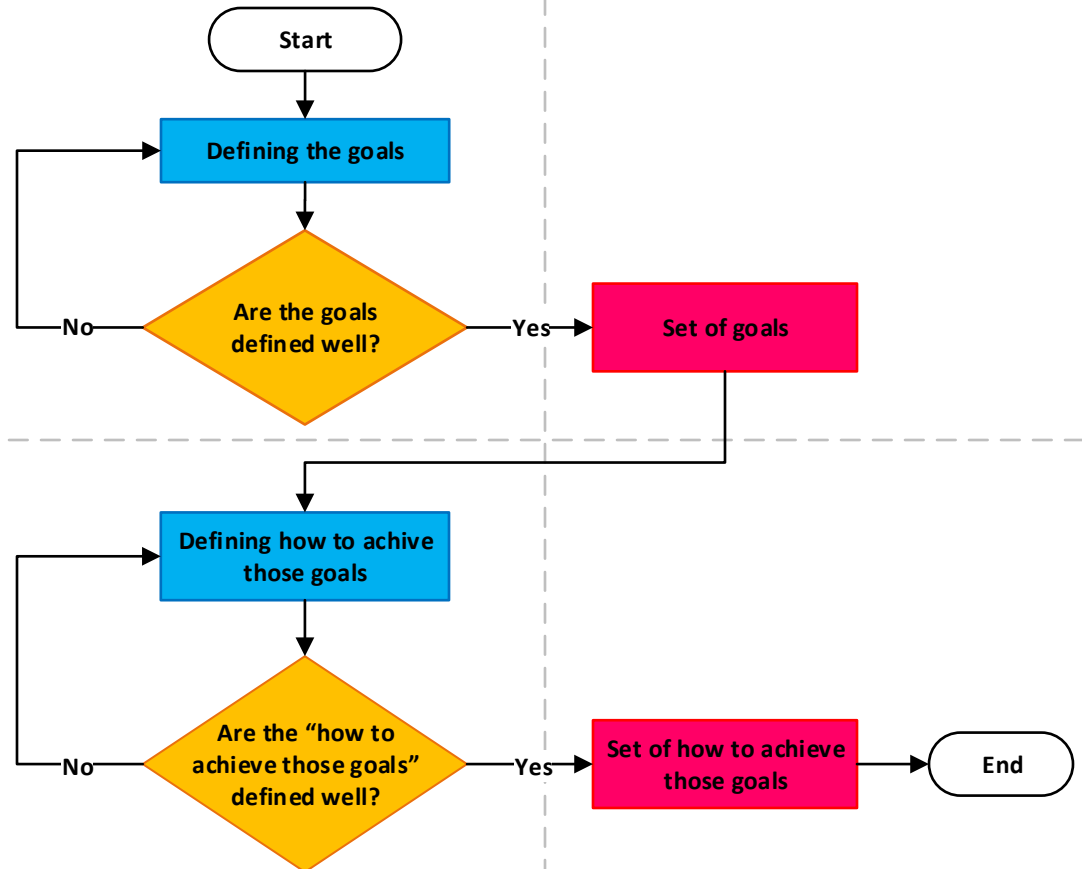 Start
Defining the goals
Are the goals
defined well?
No
Yes
Set of goals
Defining how to achive
those goals
Are the “how to
achieve those goals”
defined well?
No
Yes
Set of how to achieve
those goals
End